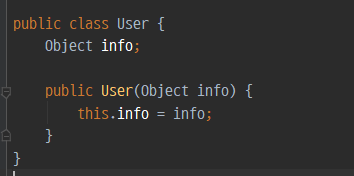 public class User {
    Object info;
    public User(Object info) {
        this.info = info;
    }
}